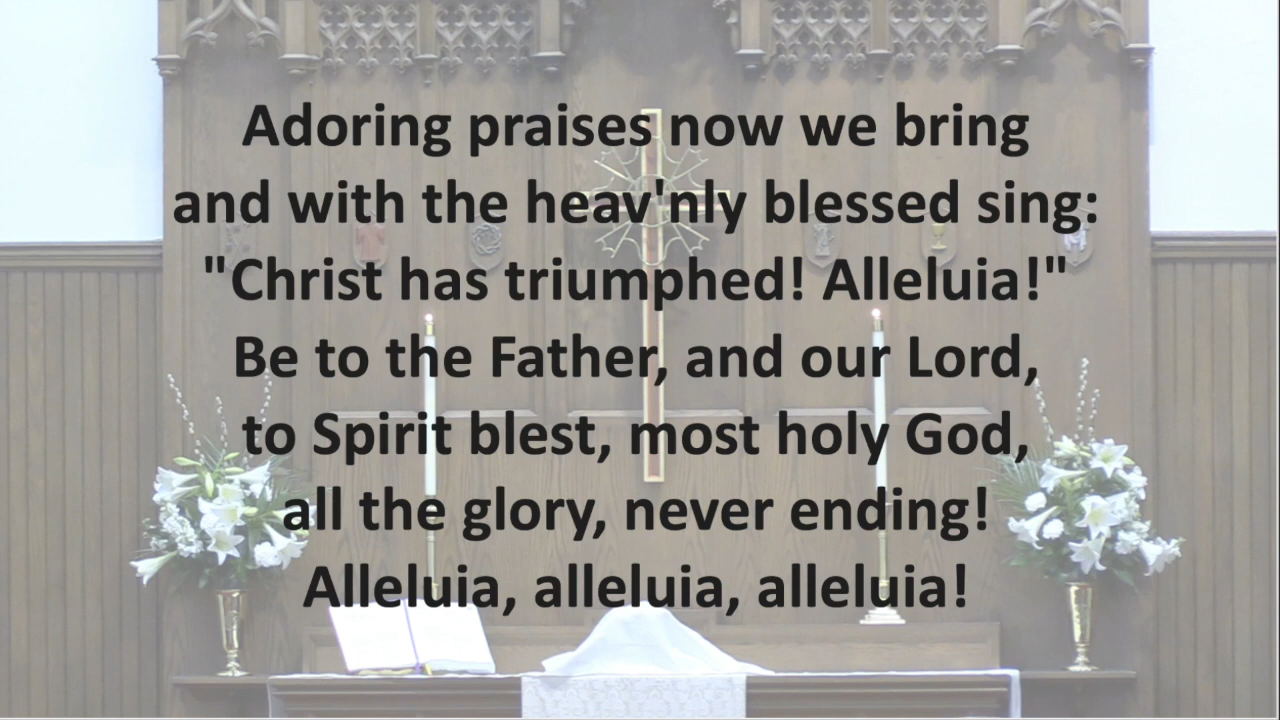 Adoring praises now we bring
and with the heav'nly blessed sing:
"Christ has triumphed! Alleluia!"
Be to the Father, and our Lord,
to Spirit blest, most holy God,
all the glory, never ending!
Alleluia, alleluia, alleluia!